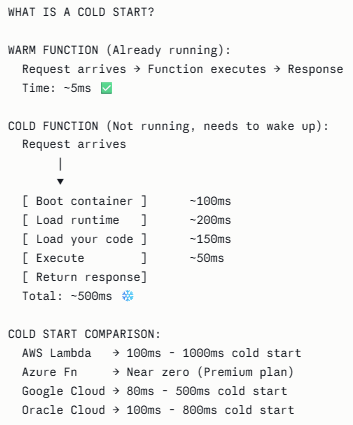 WHAT IS A COLD START?
WARM FUNCTION (Already running):
Request arrives → Function executes → Response
Time: ~5ms ✅
COLD FUNCTION (Not running, needs to wake up):
Request arrives
|
▼
[ Boot container ] ~100ms
[ Load runtime ] ~200ms
[ Load your code ] ~150ms
[ Execute ] ~50ms
[ Return response]
Total: ~500ms ❄️
COLD START COMPARISON:
AWS Lambda → 100ms - 1000ms cold start
Azure Fn → Near zero (Premium plan)
Google Cloud → 80ms - 500ms cold start
Oracle Cloud → 100ms - 800ms cold start